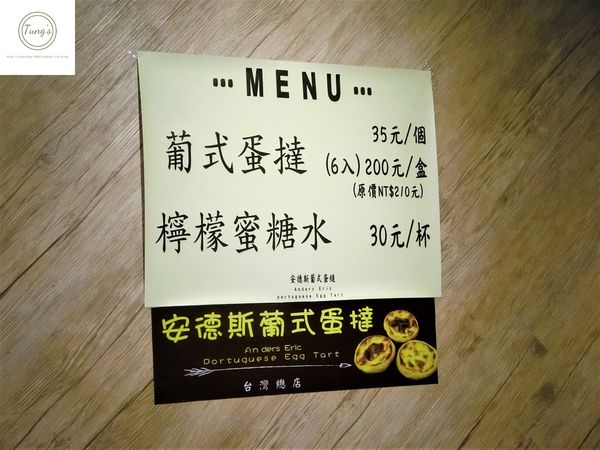 Tung's
... MENU ...
葡式蛋撻
35元/個
(6入)200元/盒
(原價NT$210元)
檸檬蜜糖水 30元/杯
安德斯葡式蛋撻
Anders Eric
portuguese Egg Tart
安德斯葡式蛋撻
Anders Eric
Dortuguese Egg Tart
台灣總店